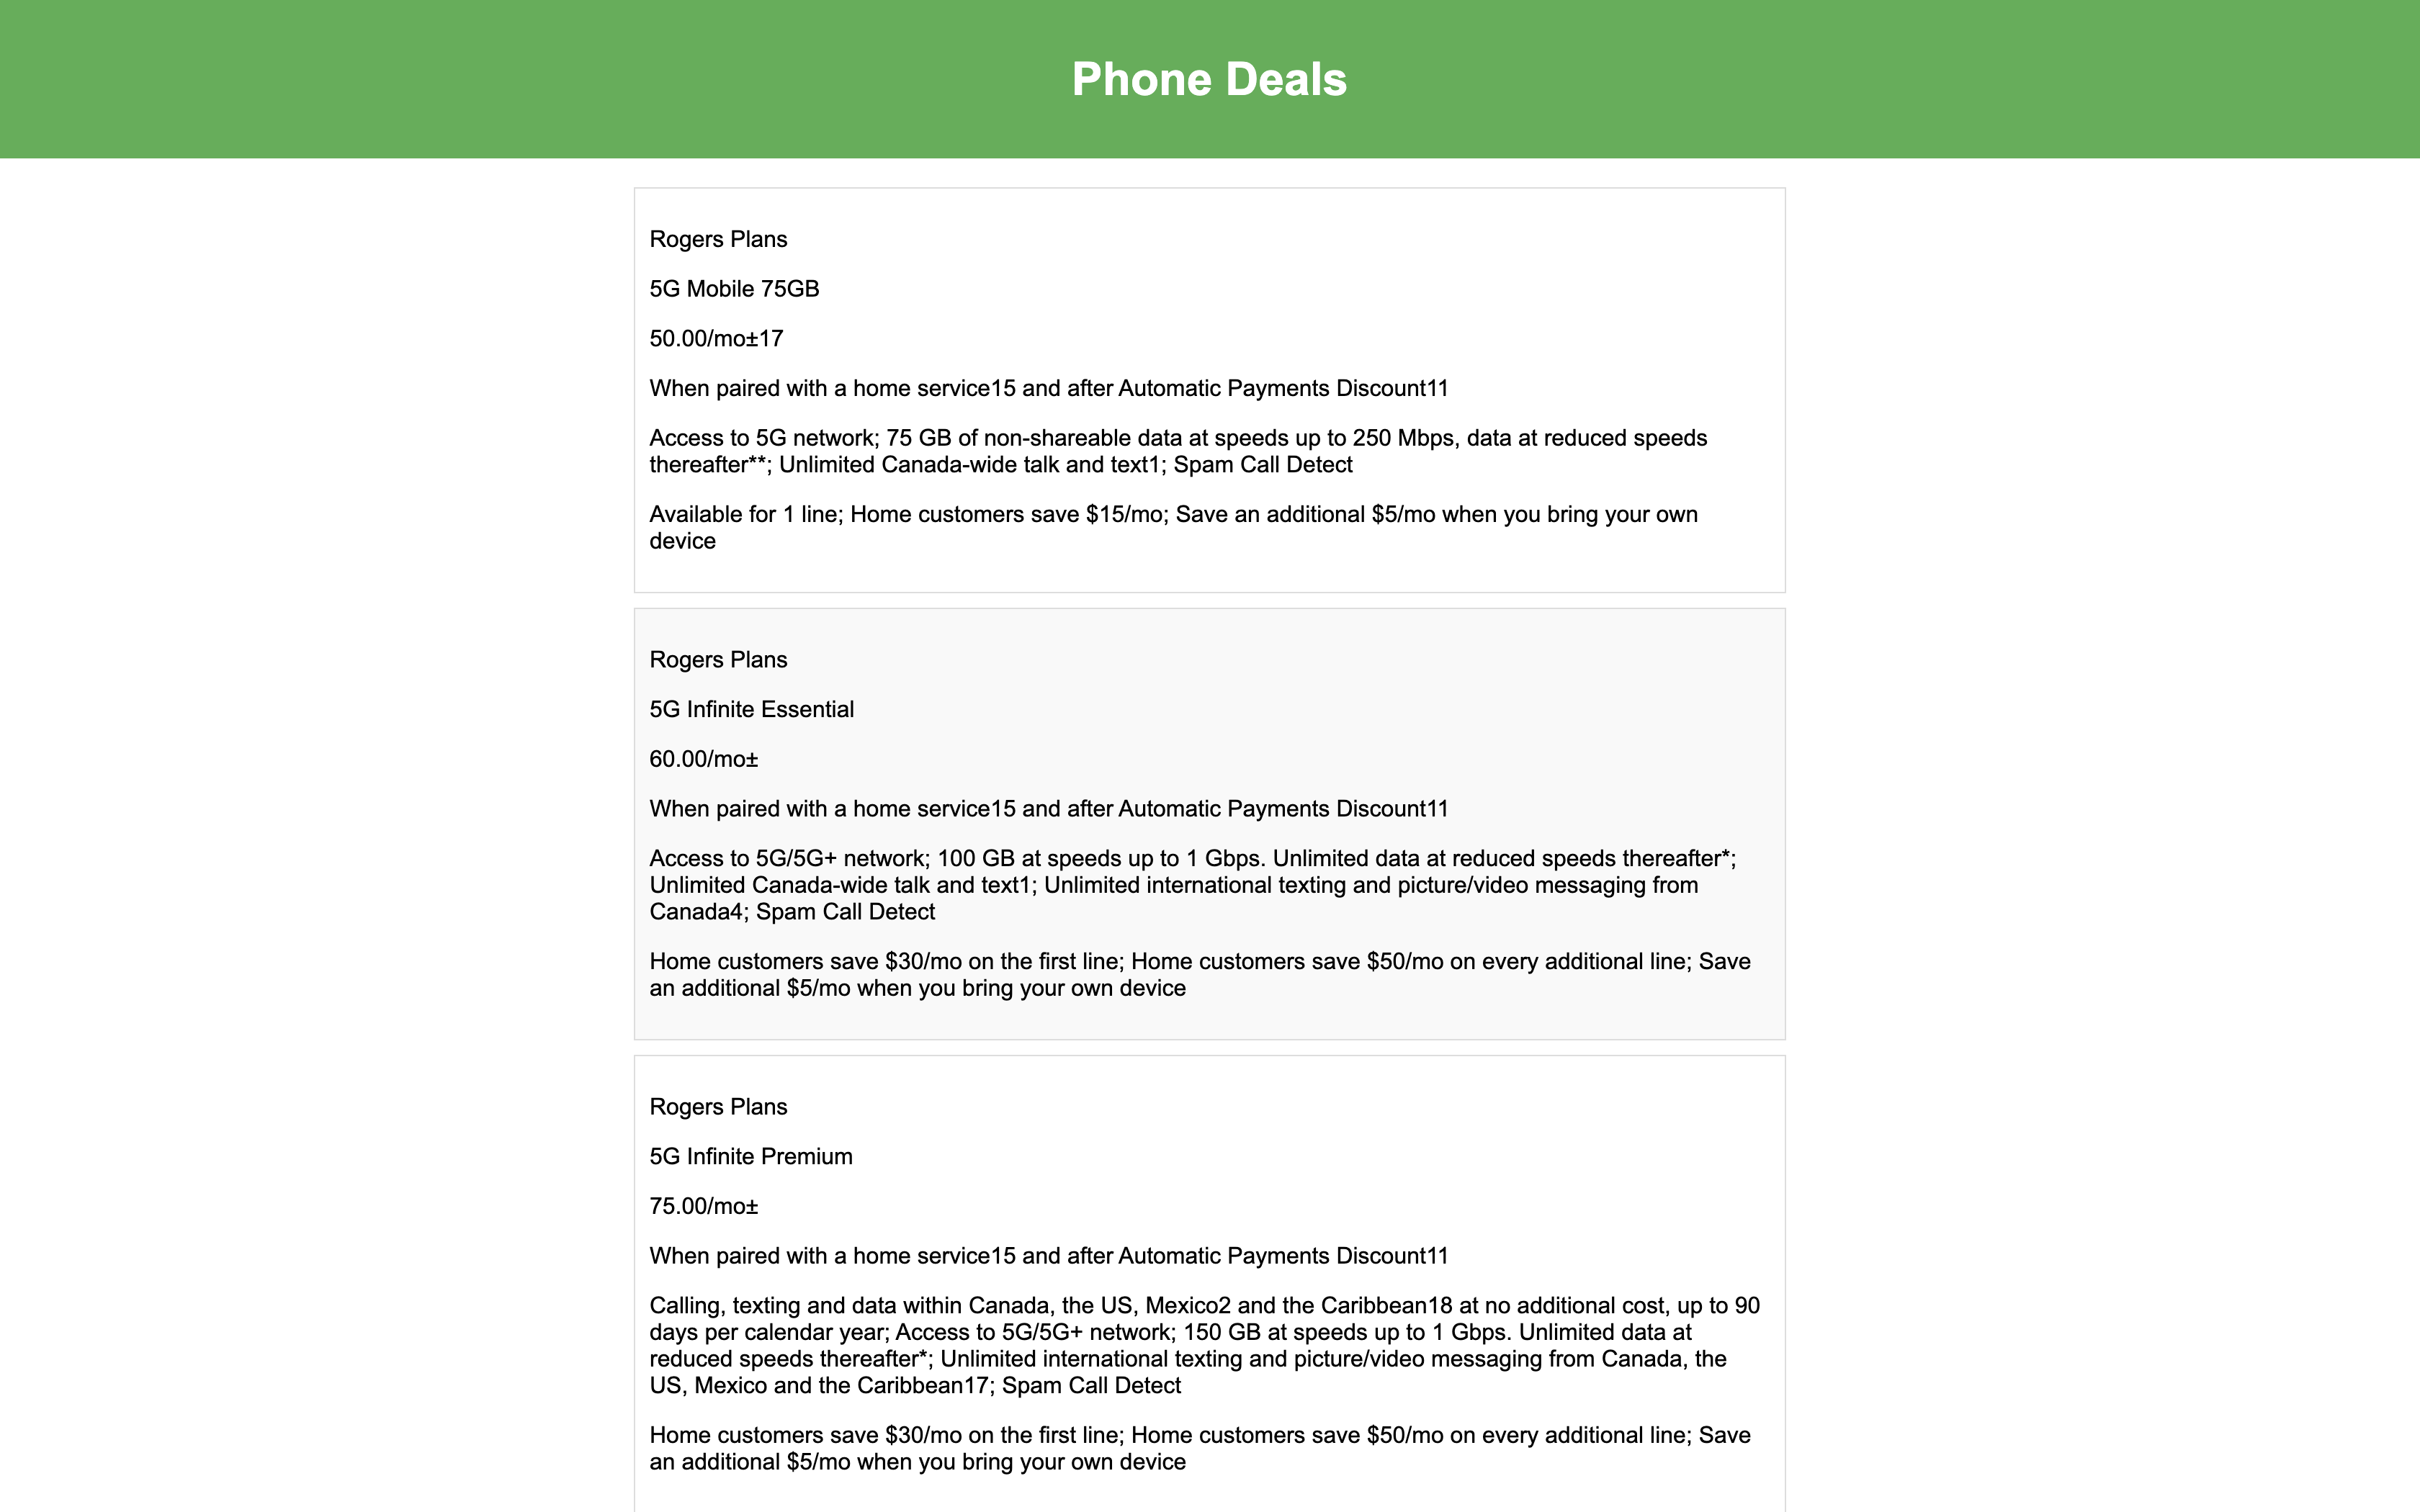 Phone Deals
Rogers Plans
5G Mobile 75GB
50.00/mo±17
When paired with a home service15 and after Automatic Payments Discount11
Access to 5G network; 75 GB of non-shareable data at speeds up to 250 Mbps, data at reduced speeds
thereafter**; Unlimited Canada-wide talk and text1; Spam Call Detect
Available for 1 line; Home customers save $15/mo; Save an additional $5/mo when you bring your own
device
Rogers Plans
5G Infinite Essential
60.00/mo±
When paired with a home service15 and after Automatic Payments Discount11
Access to 5G/5G+ network; 100 GB at speeds up to 1 Gbps. Unlimited data at reduced speeds thereafter*;
Unlimited Canada-wide talk and text1; Unlimited international texting and picture/video messaging from
Canada4; Spam Call Detect
Home customers save $30/mo on the first line; Home customers save $50/mo on every additional line; Save
an additional $5/mo when you bring your own device
Rogers Plans
5G Infinite Premium
75.00/mo±
When paired with a home service15 and after Automatic Payments Discount11
Calling, texting and data within Canada, the US, Mexico2 and the Caribbean18 at no additional cost, up to 90
days per calendar year; Access to 5G/5G+ network; 150 GB at speeds up to 1 Gbps. Unlimited data at
reduced speeds thereafter*; Unlimited international texting and picture/video messaging from Canada, the
US, Mexico and the Caribbean17; Spam Call Detect
Home customers save $30/mo on the first line; Home customers save $50/mo on every additional line; Save
an additional $5/mo when you bring your own device